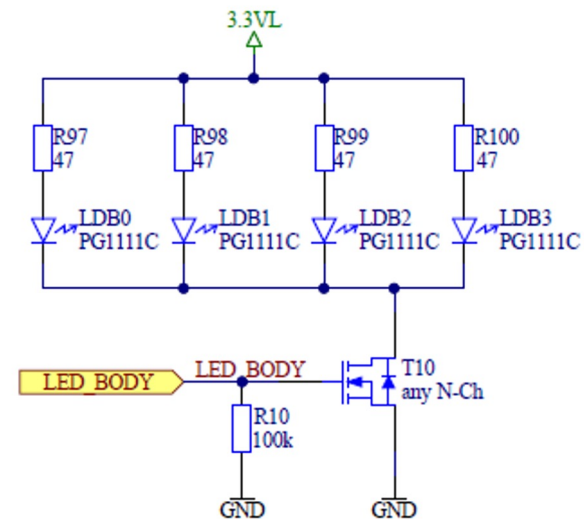 3.3VL
R97
47
R98
47
R99
47
R100
47
LDB0
PG1111C
LDB1
PG1111C
LDB2
PG1111C
LDB3
PG1111C
LED_BODY
LED_BODY
T10
any N-Ch
R10
100k
GND
GND